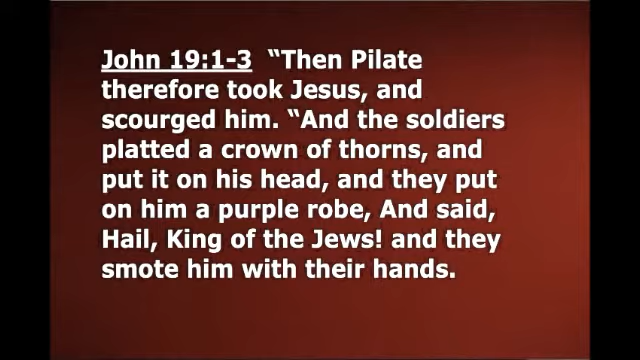 John 19:1-3 “Then Pilate
therefore took Jesus, and
scourged him. “And the soldiers
platted a crown of thorns, and
put it on his head, and they put
on him a purple robe, And said,
Hail, King of the Jews! and they
smote him with their hands.